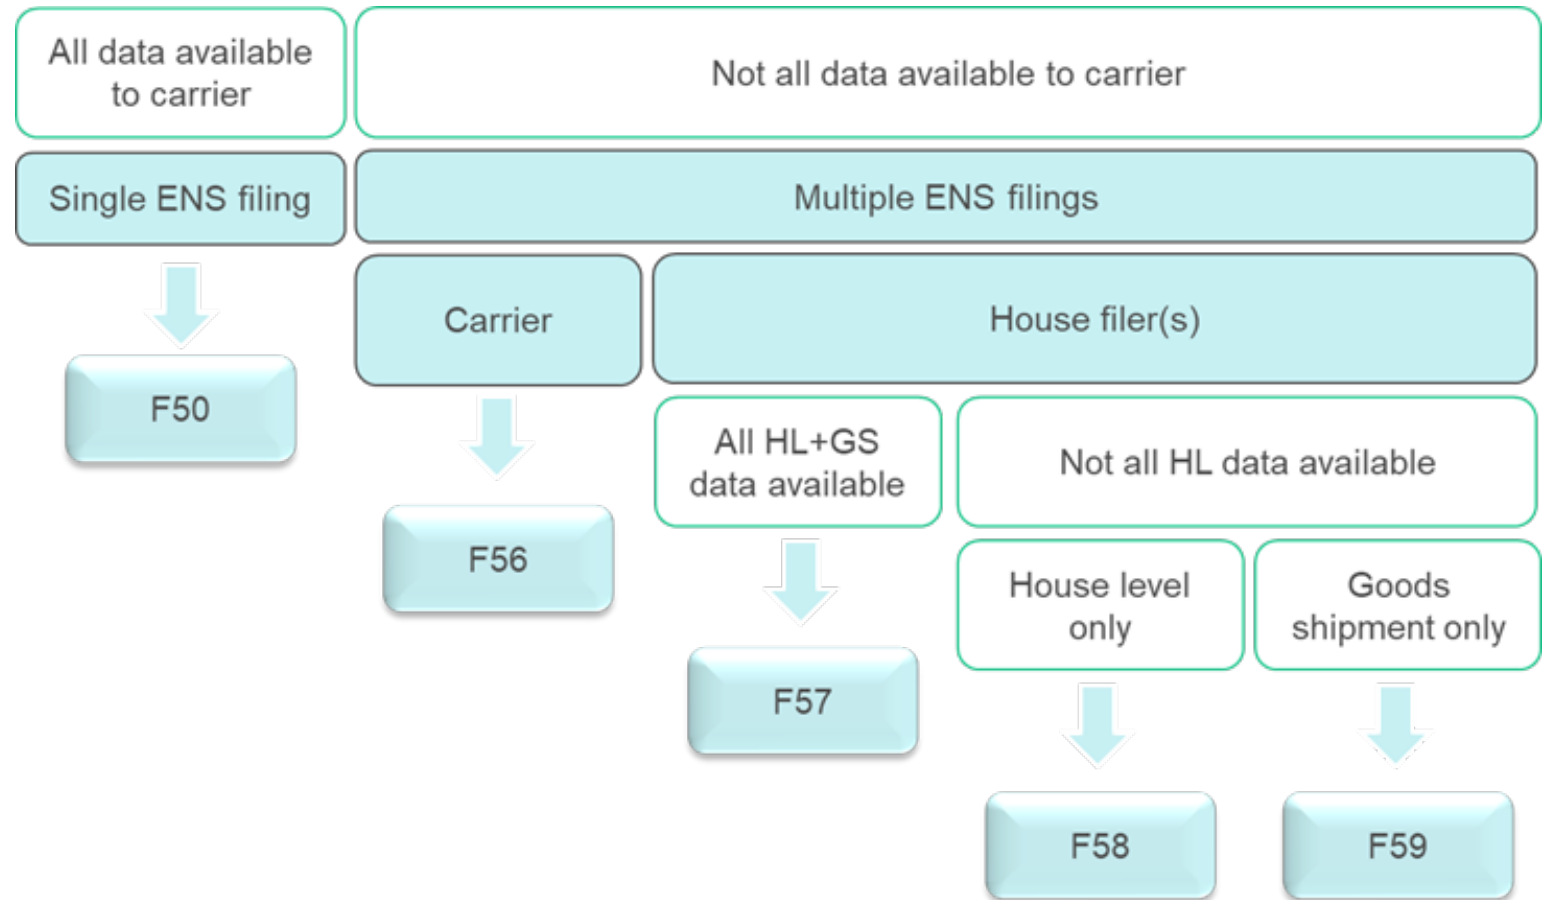 All data available
to carrier
Not all data available to carrier
Single ENS filing
Multiple ENS filings
Carrier
House filer(s)
F50
All HL+GS
data available
Not all HL data available
F56
House level
only
Goods
shipment only
F57
F58
F59